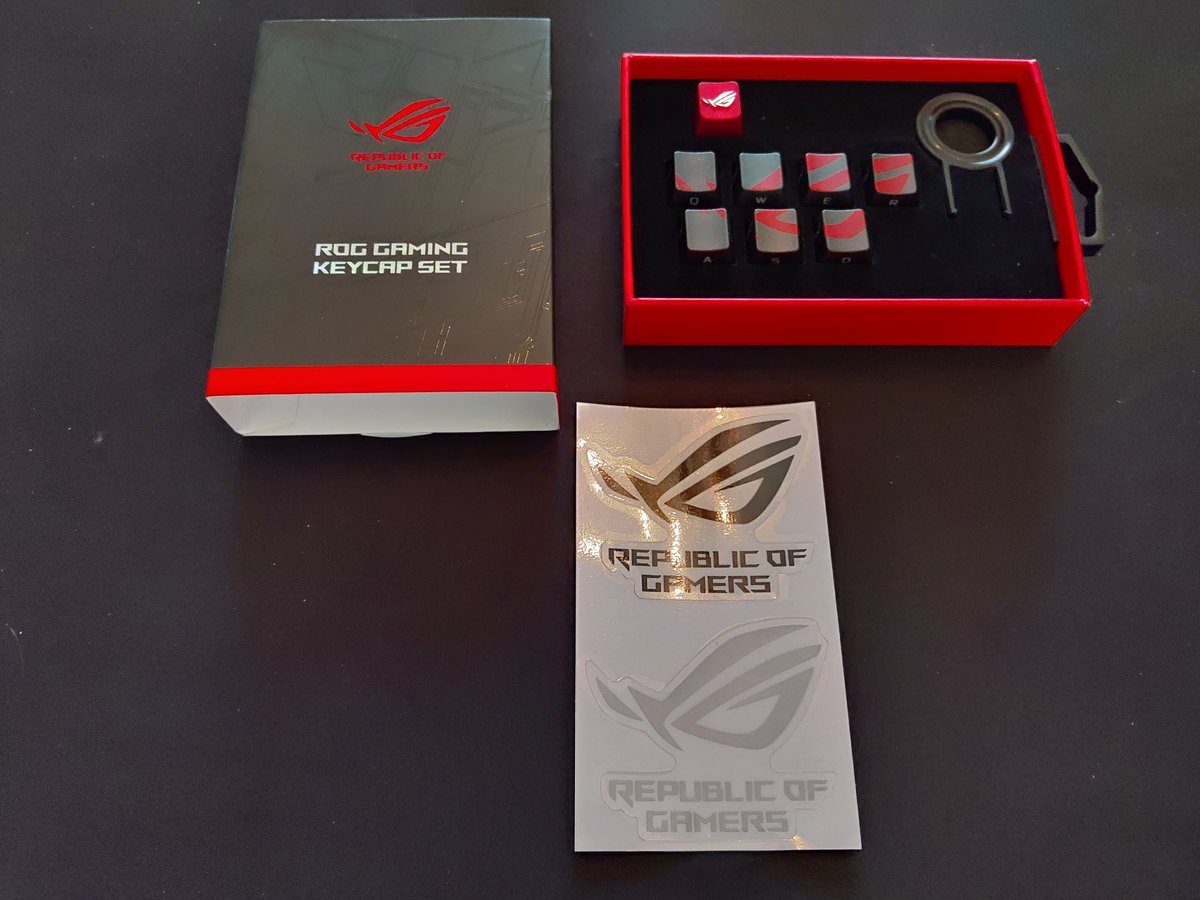 REPUBLIC OF
GAMERS
ROG GAMING
KEYCAP SET
Q W E R
A S D
REPUBLIC OF
GAMERS
REPUBLIC OF
GAMERS